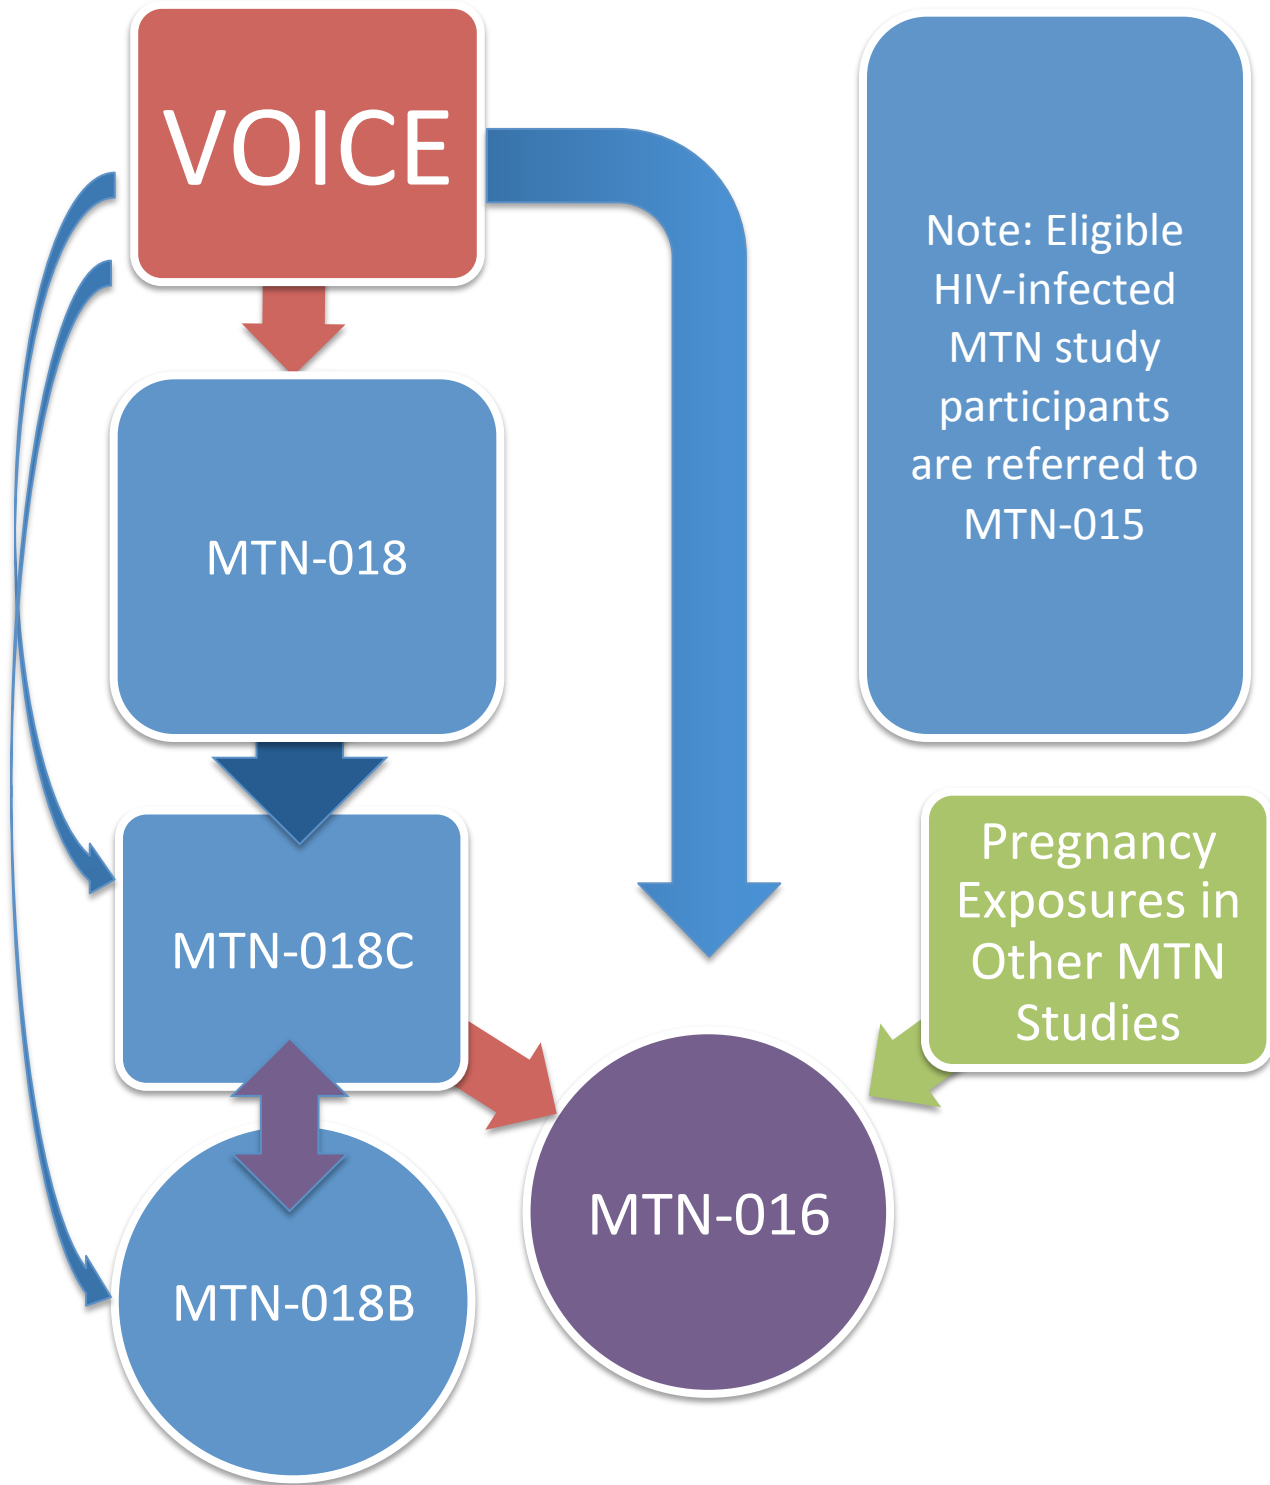 VOICE
Note: Eligible
HIV-infected
MTN study
participants
are referred to
MTN-015
MTN-018
Pregnancy
Exposures in
Other MTN
Studies
MTN-018C
MTN-016
MTN-018B